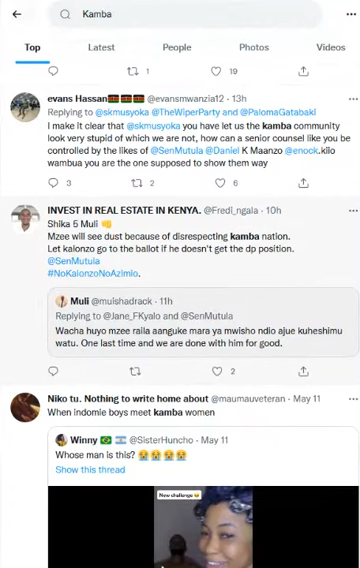 Kamba
Top Latest People Photos Videos
1 19
evans Hassan🇰🇪🇰🇪🇰🇪 @evansmwanzia12 · 13h
Replying to @skmusyoka @TheWiperParty and @PalomaGatabakl
I make it clear that @skmusyoka you have let us the kamba community
look very stupid of which we are not, how can a senior counsel like you be
controlled by the likes of @SenMutula @Daniel K Maanzo @enock.kiio
wambua you are the one supposed to show them way
3 2 6
INVEST IN REAL ESTATE IN KENYA. @Fredi_ngala · 10h
Shika 5 Muli 👊
Mzee will see dust because of disrespecting kamba nation.
Let kalonzo go to the ballot if he doesn't get the dp position.
@SenMutula
#NoKalonzoNoAzimio.
Muli @mulshadrack · 11h
Replying to @Jane_FKyalo and @SenMutula
Wacha huyo mzee raila aanguke mara ya mwisho ndio ajue kuheshimu
watu. One last time and we are done with him for good.
2
Niko tu. Nothing to write home about @maumauveteran · May 11
When indomie boys meet kamba women
Winny 🇧🇷 🇮🇱 @SisterHuncho · May 11
Whose man is this? 😭😭😭😭
Show this thread
New challenge